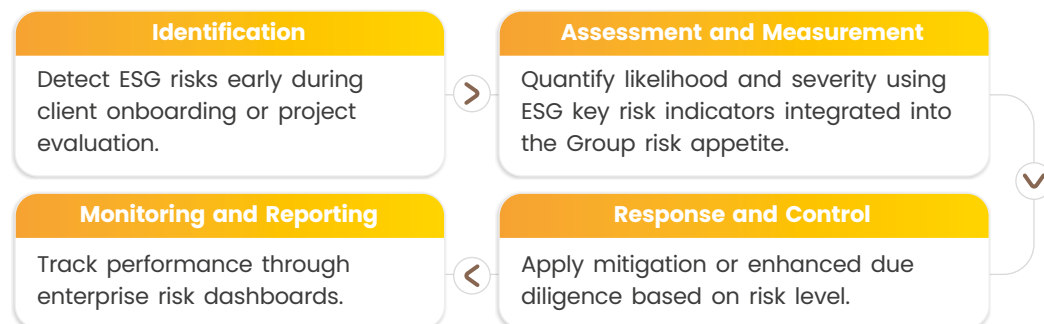 Identification
Detect ESG risks early during
client onboarding or project
evaluation.
Assessment and Measurement
Quantify likelihood and severity using
ESG key risk indicators integrated into
the Group risk appetite.
Response and Control
Apply mitigation or enhanced due
diligence based on risk level.
Monitoring and Reporting
Track performance through
enterprise risk dashboards.